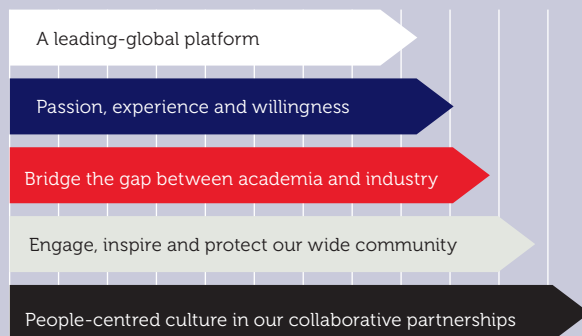 A leading-global platform
Passion, experience and willingness
Bridge the gap between academia and industry
Engage, inspire and protect our wide community
People-centred culture in our collaborative partnerships